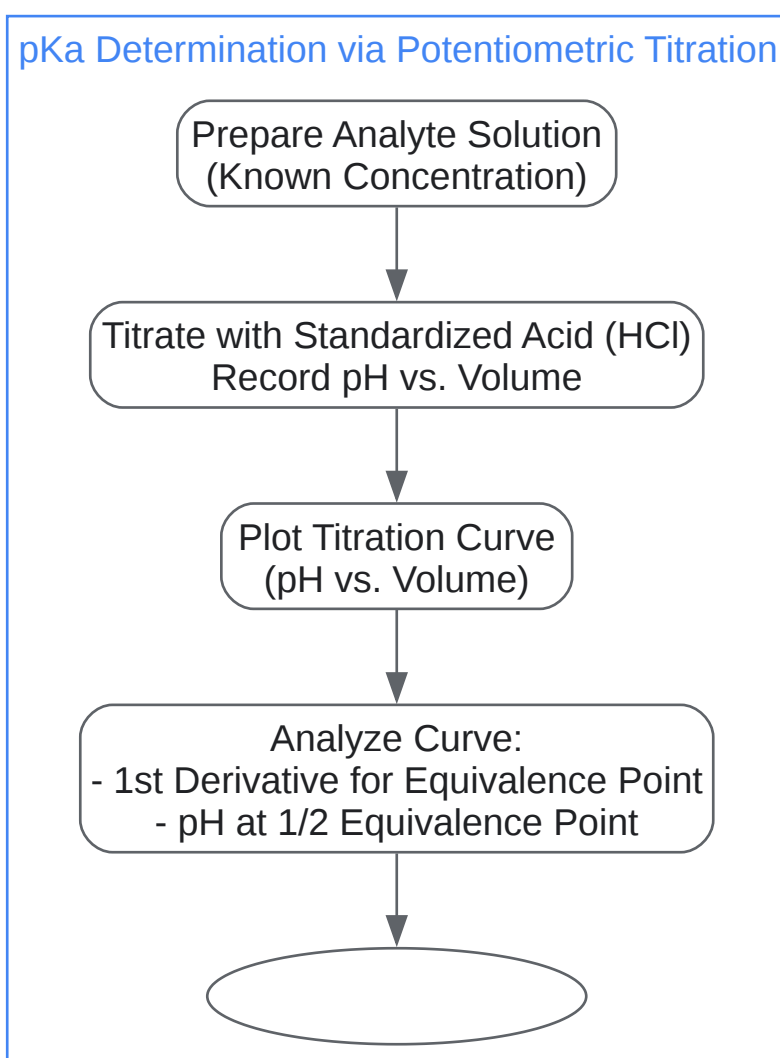 pKa Determination via Potentiometric Titration
Prepare Analyte Solution
(Known Concentration)
Titrate with Standardized Acid (HCl)
Record pH vs. Volume
Plot Titration Curve
(pH vs. Volume)
Analyze Curve:
- 1st Derivative for Equivalence Point
- pH at 1/2 Equivalence Point